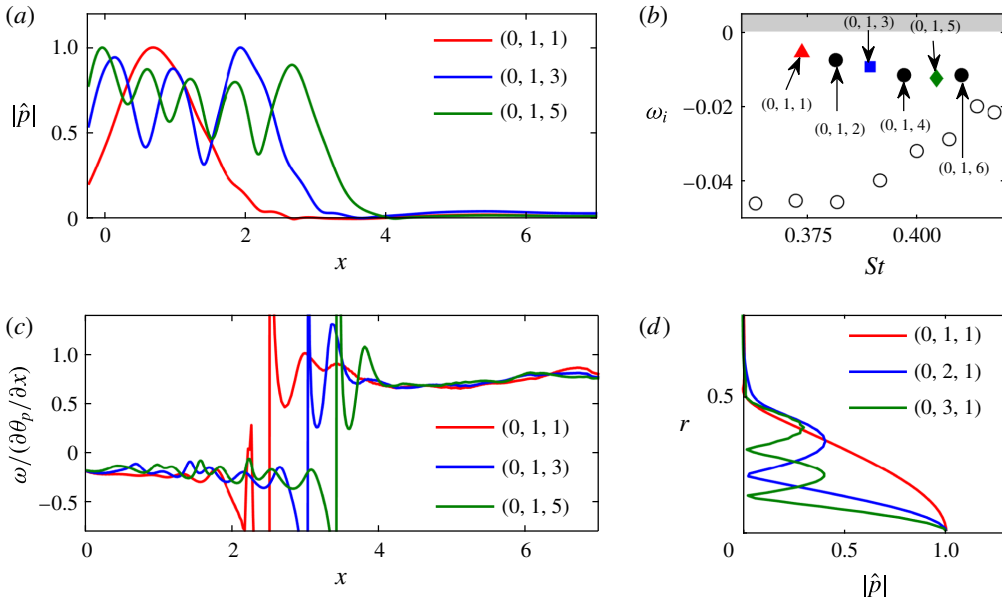 (a)
1.0
0.5
0
|p̂|
0
2
4
6
x
(0, 1, 1)
(0, 1, 3)
(0, 1, 5)
(b)
0
−0.02
−0.04
ω_i
0.375
0.400
St
(0, 1, 3)
(0, 1, 5)
(0, 1, 1)
(0, 1, 2)
(0, 1, 4)
(0, 1, 6)
(c)
1.0
0.5
0
−0.5
ω/(∂θ_p/∂x)
0
2
4
6
x
(0, 1, 1)
(0, 1, 3)
(0, 1, 5)
(d)
0.5
r
0
0.5
1.0
|p̂|
(0, 1, 1)
(0, 2, 1)
(0, 3, 1)